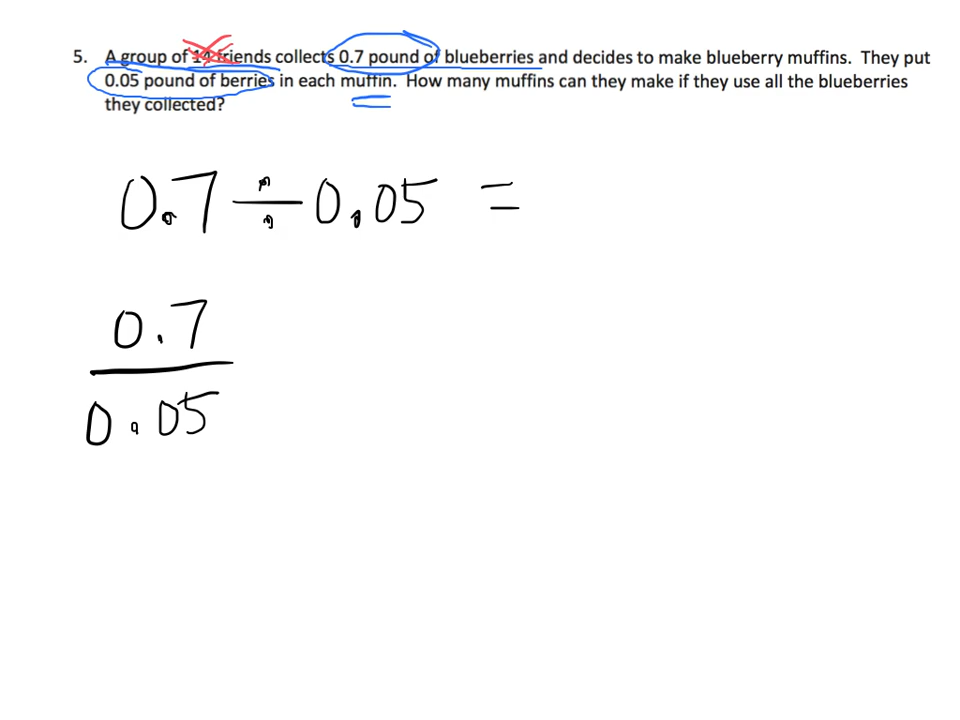 5. A group of 14 friends collects 0.7 pound of blueberries and decides to make blueberry muffins. They put
0.05 pound of berries in each muffin. How many muffins can they make if they use all the blueberries
they collected?
0.7 ÷ 0.05 =
0.7
0.05